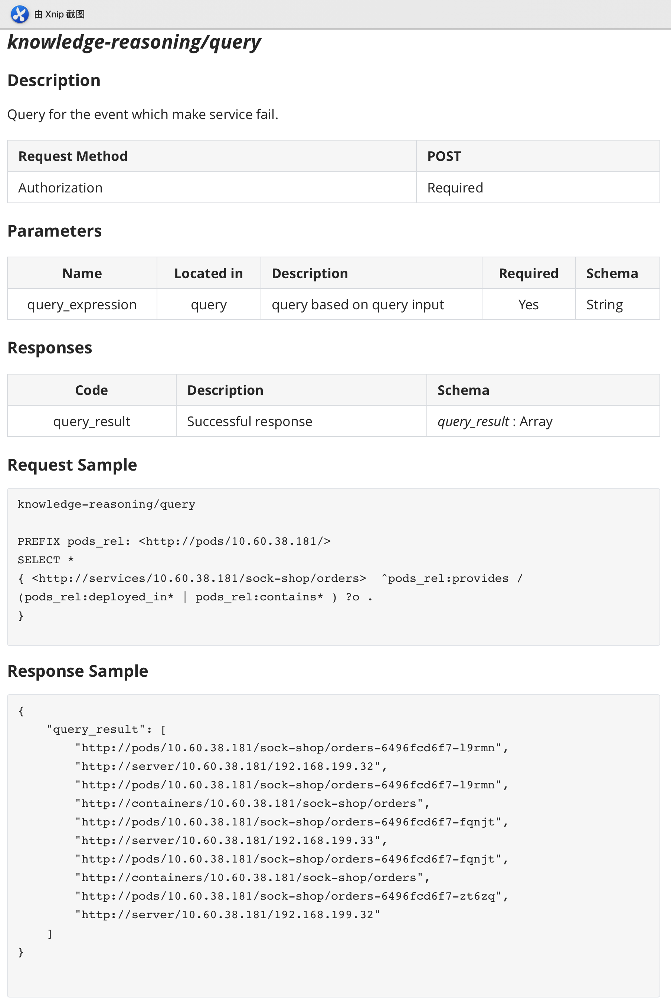 由 Xnip 截图
knowledge-reasoning/query
Description
Query for the event which make service fail.
Request Method POST
Authorization Required
Parameters
Name Located in Description Required Schema
query_expression query query based on query input Yes String
Responses
Code Description Schema
query_result Successful response query_result : Array
Request Sample
knowledge-reasoning/query
PREFIX pods_rel: <http://pods/10.60.38.181/>
SELECT *
{ <http://services/10.60.38.181/sock-shop/orders>  ^pods_rel:provides /
(pods_rel:deployed_in* | pods_rel:contains* ) ?o .
}
Response Sample
{
    "query_result": [
        "http://pods/10.60.38.181/sock-shop/orders-6496fcd6f7-l9rmn",
        "http://server/10.60.38.181/192.168.199.32",
        "http://pods/10.60.38.181/sock-shop/orders-6496fcd6f7-l9rmn",
        "http://containers/10.60.38.181/sock-shop/orders",
        "http://pods/10.60.38.181/sock-shop/orders-6496fcd6f7-fqnjt",
        "http://server/10.60.38.181/192.168.199.33",
        "http://pods/10.60.38.181/sock-shop/orders-6496fcd6f7-fqnjt",
        "http://containers/10.60.38.181/sock-shop/orders",
        "http://pods/10.60.38.181/sock-shop/orders-6496fcd6f7-zt6zq",
        "http://server/10.60.38.181/192.168.199.32"
    ]
}